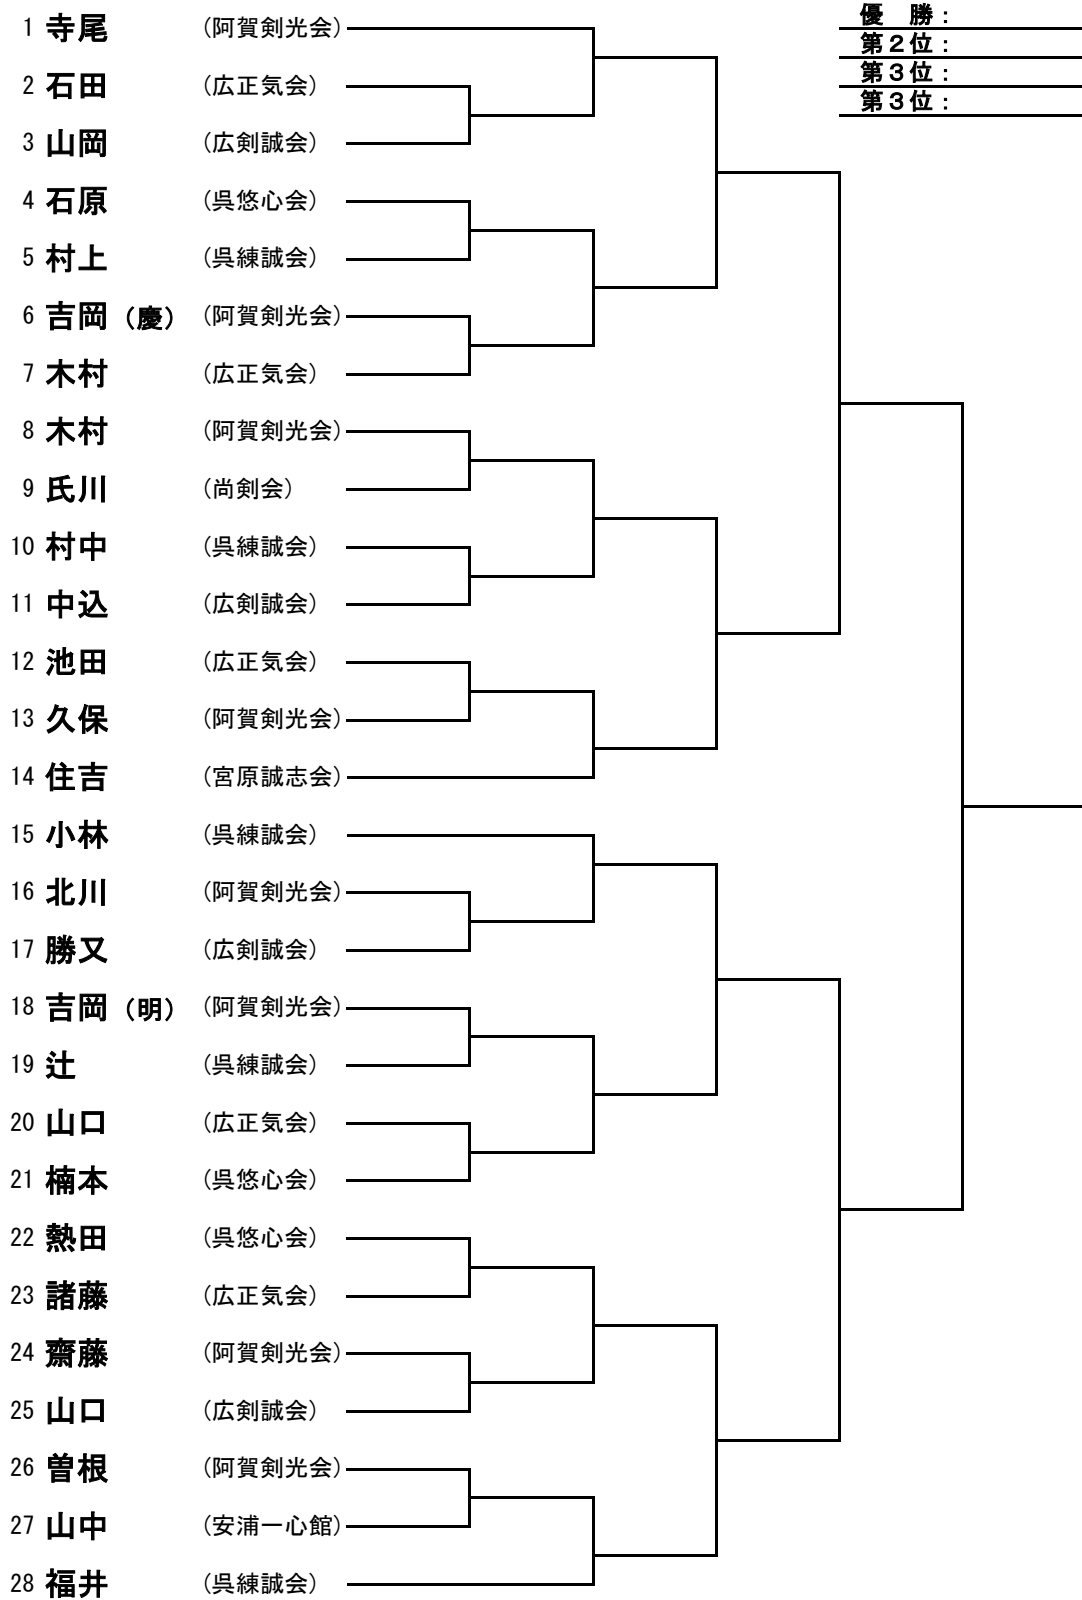 優　勝：
第２位：
第３位：
第３位：
1 寺尾 (阿賀剣光会)
2 石田 (広正気会)
3 山岡 (広剣誠会)
4 石原 (呉悠心会)
5 村上 (呉練誠会)
6 吉岡（慶） (阿賀剣光会)
7 木村 (広正気会)
8 木村 (阿賀剣光会)
9 氏川 (尚剣会)
10 村中 (呉練誠会)
11 中込 (広剣誠会)
12 池田 (広正気会)
13 久保 (阿賀剣光会)
14 住吉 (宮原誠志会)
15 小林 (呉練誠会)
16 北川 (阿賀剣光会)
17 勝又 (広剣誠会)
18 吉岡（明） (阿賀剣光会)
19 辻 (呉練誠会)
20 山口 (広正気会)
21 楠本 (呉悠心会)
22 熱田 (呉悠心会)
23 諸藤 (広正気会)
24 齋藤 (阿賀剣光会)
25 山口 (広剣誠会)
26 曽根 (阿賀剣光会)
27 山中 (安浦一心館)
28 福井 (呉練誠会)